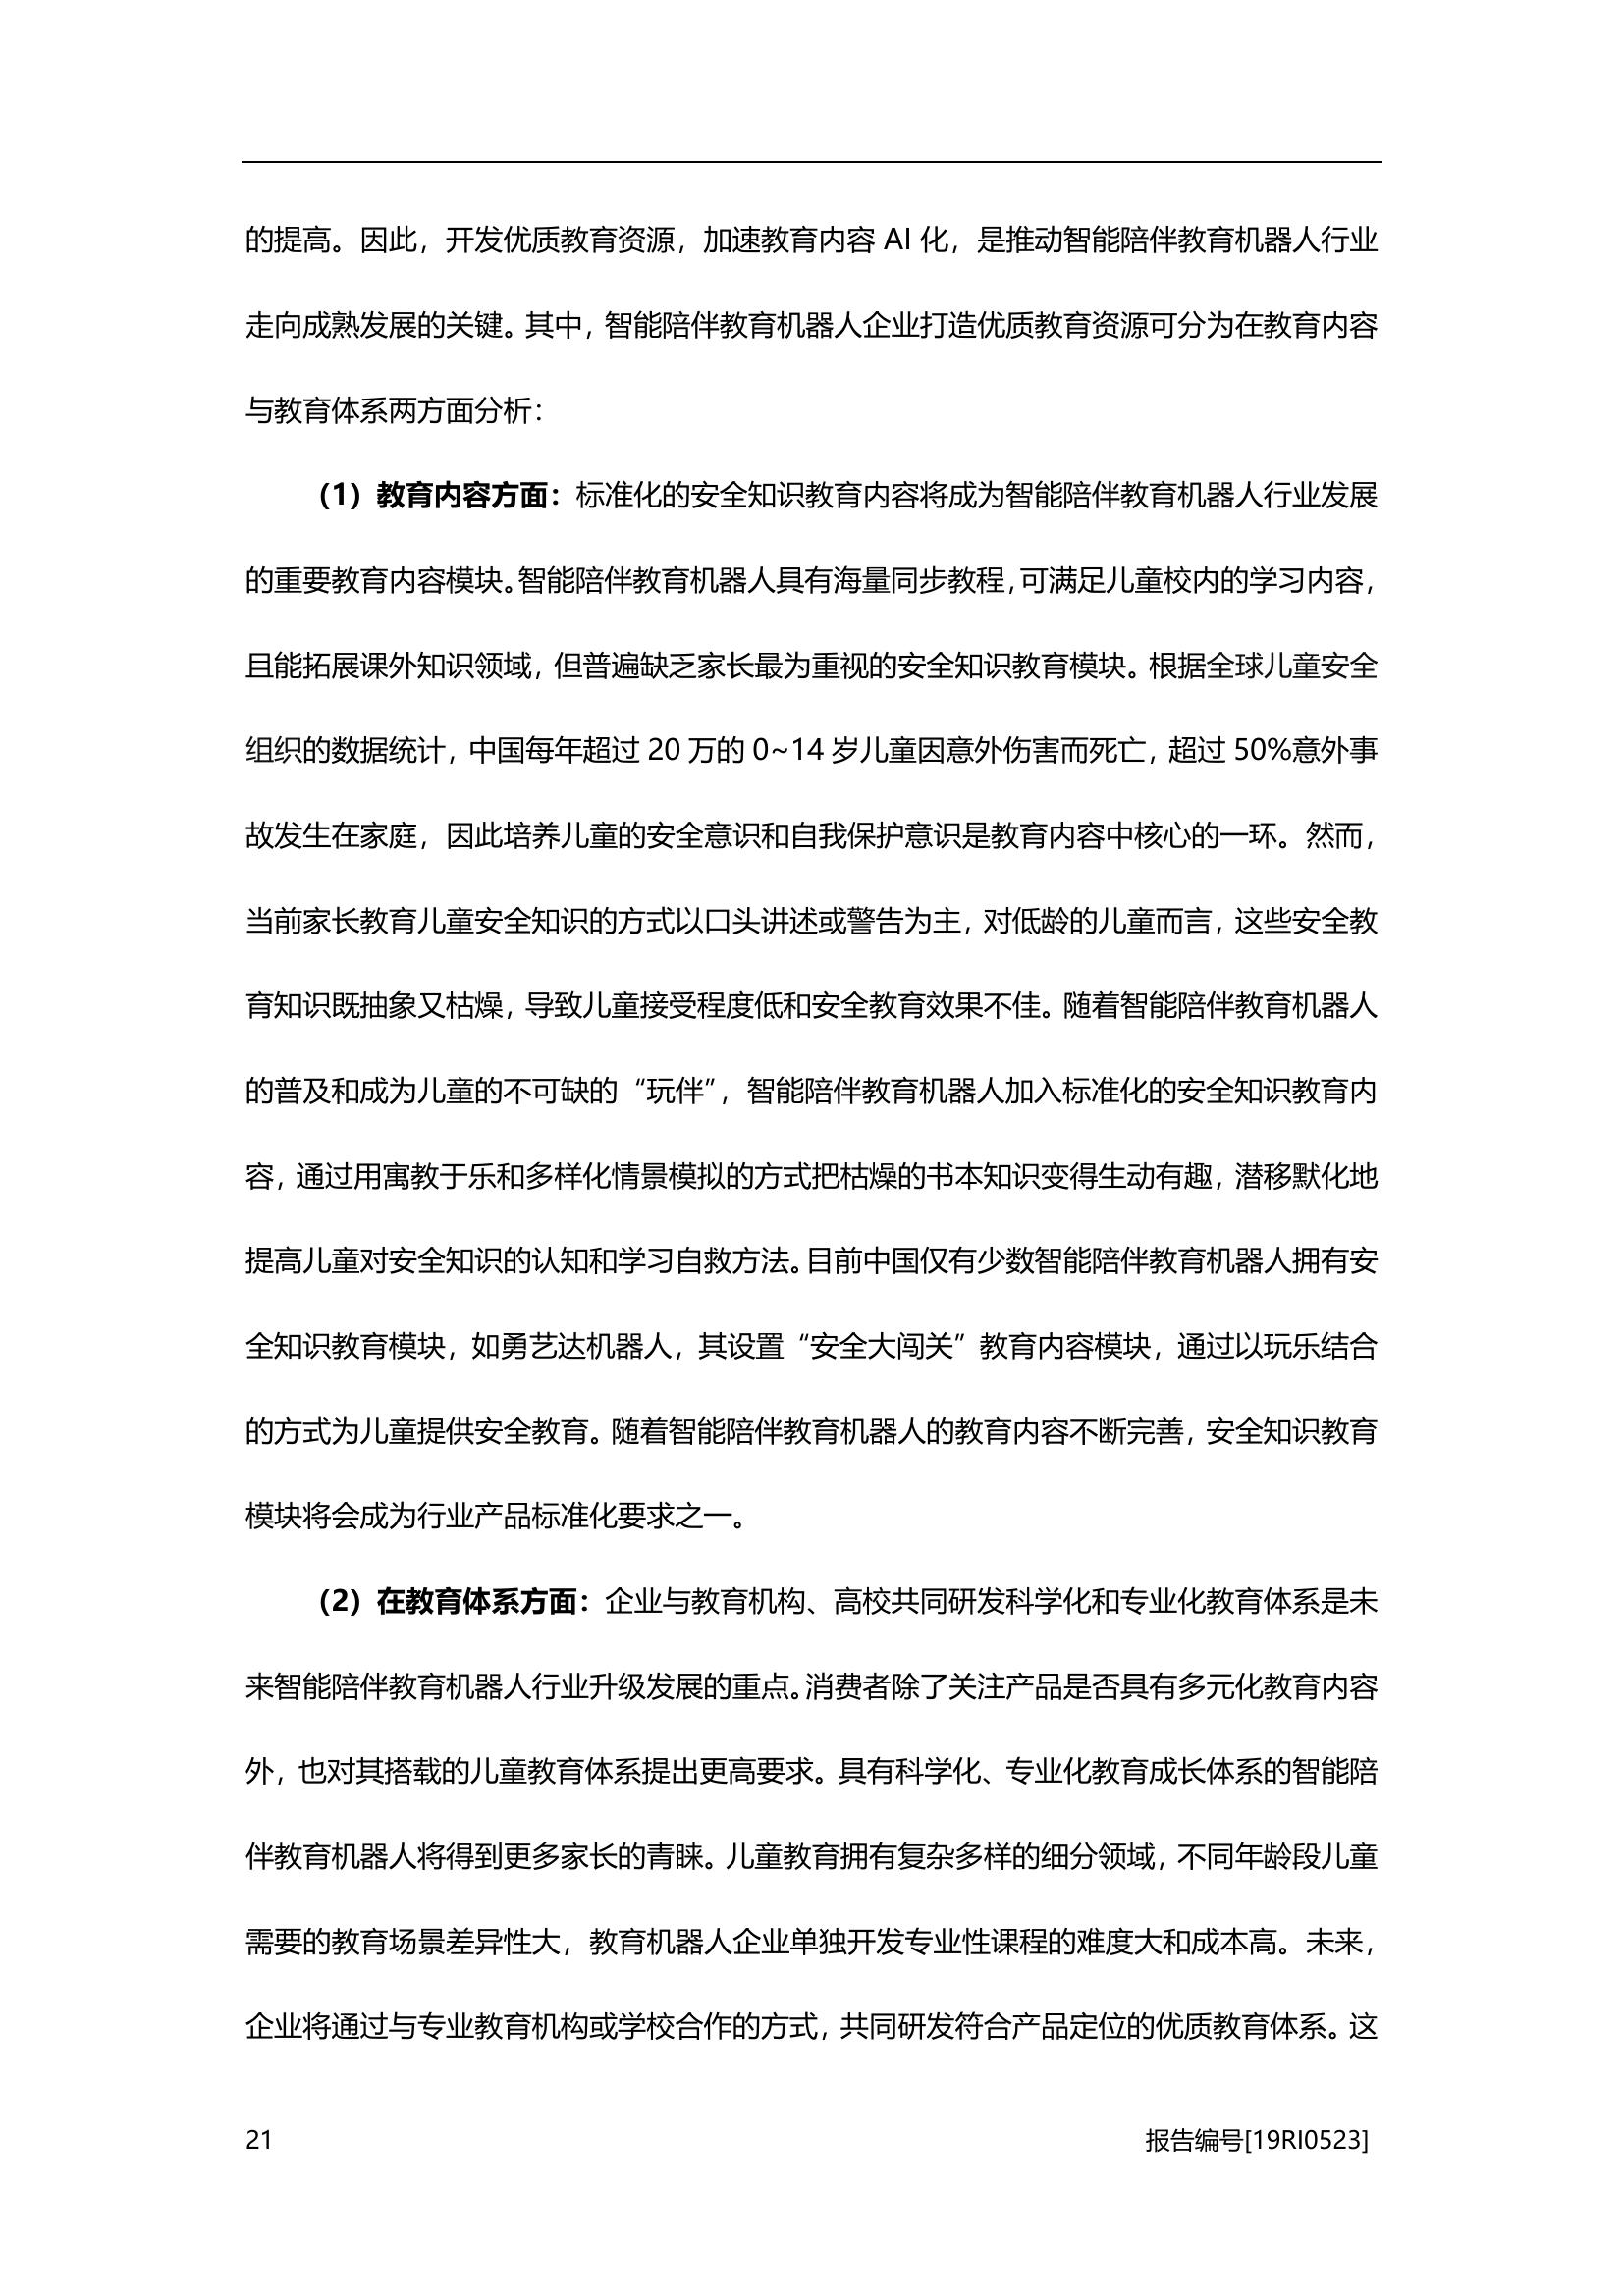 的提高。因此，开发优质教育资源，加速教育内容 AI 化，是推动智能陪伴教育机器人行业
走向成熟发展的关键。其中，智能陪伴教育机器人企业打造优质教育资源可分为在教育内容
与教育体系两方面分析：
（1）教育内容方面：标准化的安全知识教育内容将成为智能陪伴教育机器人行业发展
的重要教育内容模块。智能陪伴教育机器人具有海量同步教程，可满足儿童校内的学习内容，
且能拓展课外知识领域，但普遍缺乏家长最为重视的安全知识教育模块。根据全球儿童安全
组织的数据统计，中国每年超过 20 万的 0~14 岁儿童因意外伤害而死亡，超过 50%意外事
故发生在家庭，因此培养儿童的安全意识和自我保护意识是教育内容中核心的一环。然而，
当前家长教育儿童安全知识的方式以口头讲述或警告为主，对低龄的儿童而言，这些安全教
育知识既抽象又枯燥，导致儿童接受程度低和安全教育效果不佳。随着智能陪伴教育机器人
的普及和成为儿童的不可缺的“玩伴”，智能陪伴教育机器人加入标准化的安全知识教育内
容，通过用寓教于乐和多样化情景模拟的方式把枯燥的书本知识变得生动有趣，潜移默化地
提高儿童对安全知识的认知和学习自救方法。目前中国仅有少数智能陪伴教育机器人拥有安
全知识教育模块，如勇艺达机器人，其设置“安全大闯关”教育内容模块，通过以玩乐结合
的方式为儿童提供安全教育。随着智能陪伴教育机器人的教育内容不断完善，安全知识教育
模块将会成为行业产品标准化要求之一。
（2）在教育体系方面：企业与教育机构、高校共同研发科学化和专业化教育体系是未
来智能陪伴教育机器人行业升级发展的重点。消费者除了关注产品是否具有多元化教育内容
外，也对其搭载的儿童教育体系提出更高要求。具有科学化、专业化教育成长体系的智能陪
伴教育机器人将得到更多家长的青睐。儿童教育拥有复杂多样的细分领域，不同年龄段儿童
需要的教育场景差异性大，教育机器人企业单独开发专业性课程的难度大和成本高。未来，
企业将通过与专业教育机构或学校合作的方式，共同研发符合产品定位的优质教育体系。这
21 报告编号[19RI0523]